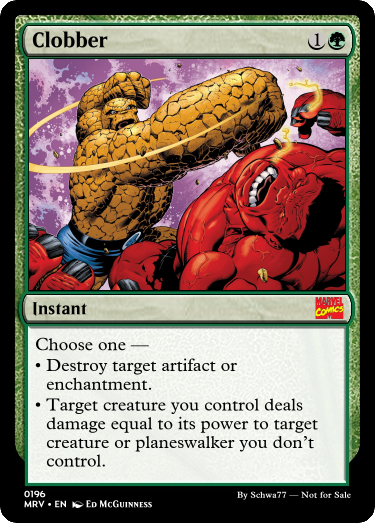 Clobber 1
Instant MARVEL COMICS
Choose one —
• Destroy target artifact or
enchantment.
• Target creature you control deals
damage equal to its power to target
creature or planeswalker you don't
control.
0196
MRV • EN Ed McGuinness
By Schwa77 — Not for Sale